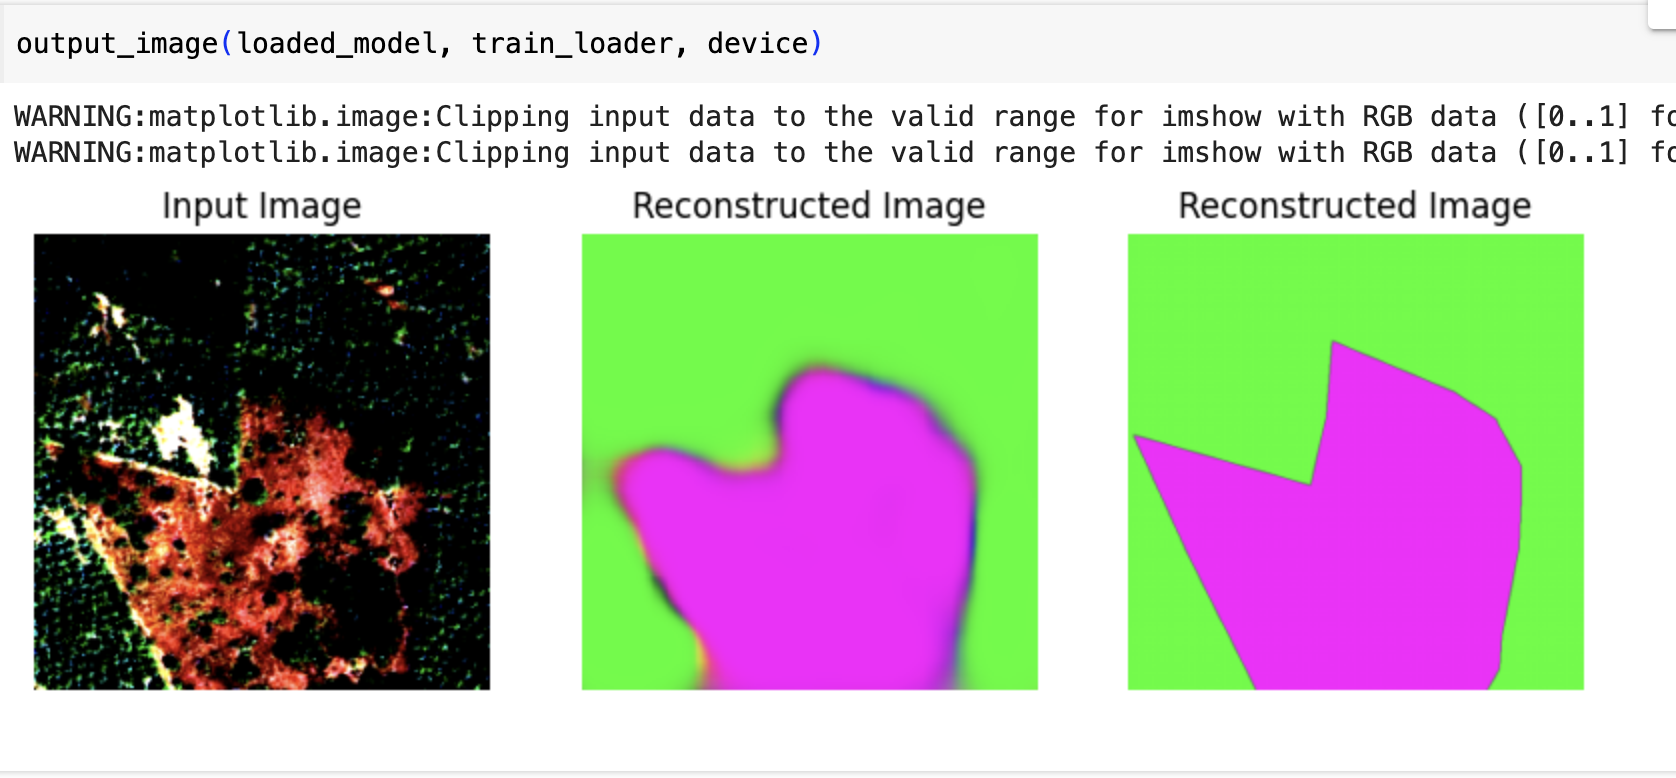 output_image(loaded_model, train_loader, device)
WARNING:matplotlib.image:Clipping input data to the valid range for imshow with RGB data ([0..1]
WARNING:matplotlib.image:Clipping input data to the valid range for imshow with RGB data ([0..1]
Input Image
Reconstructed Image
Reconstructed Image